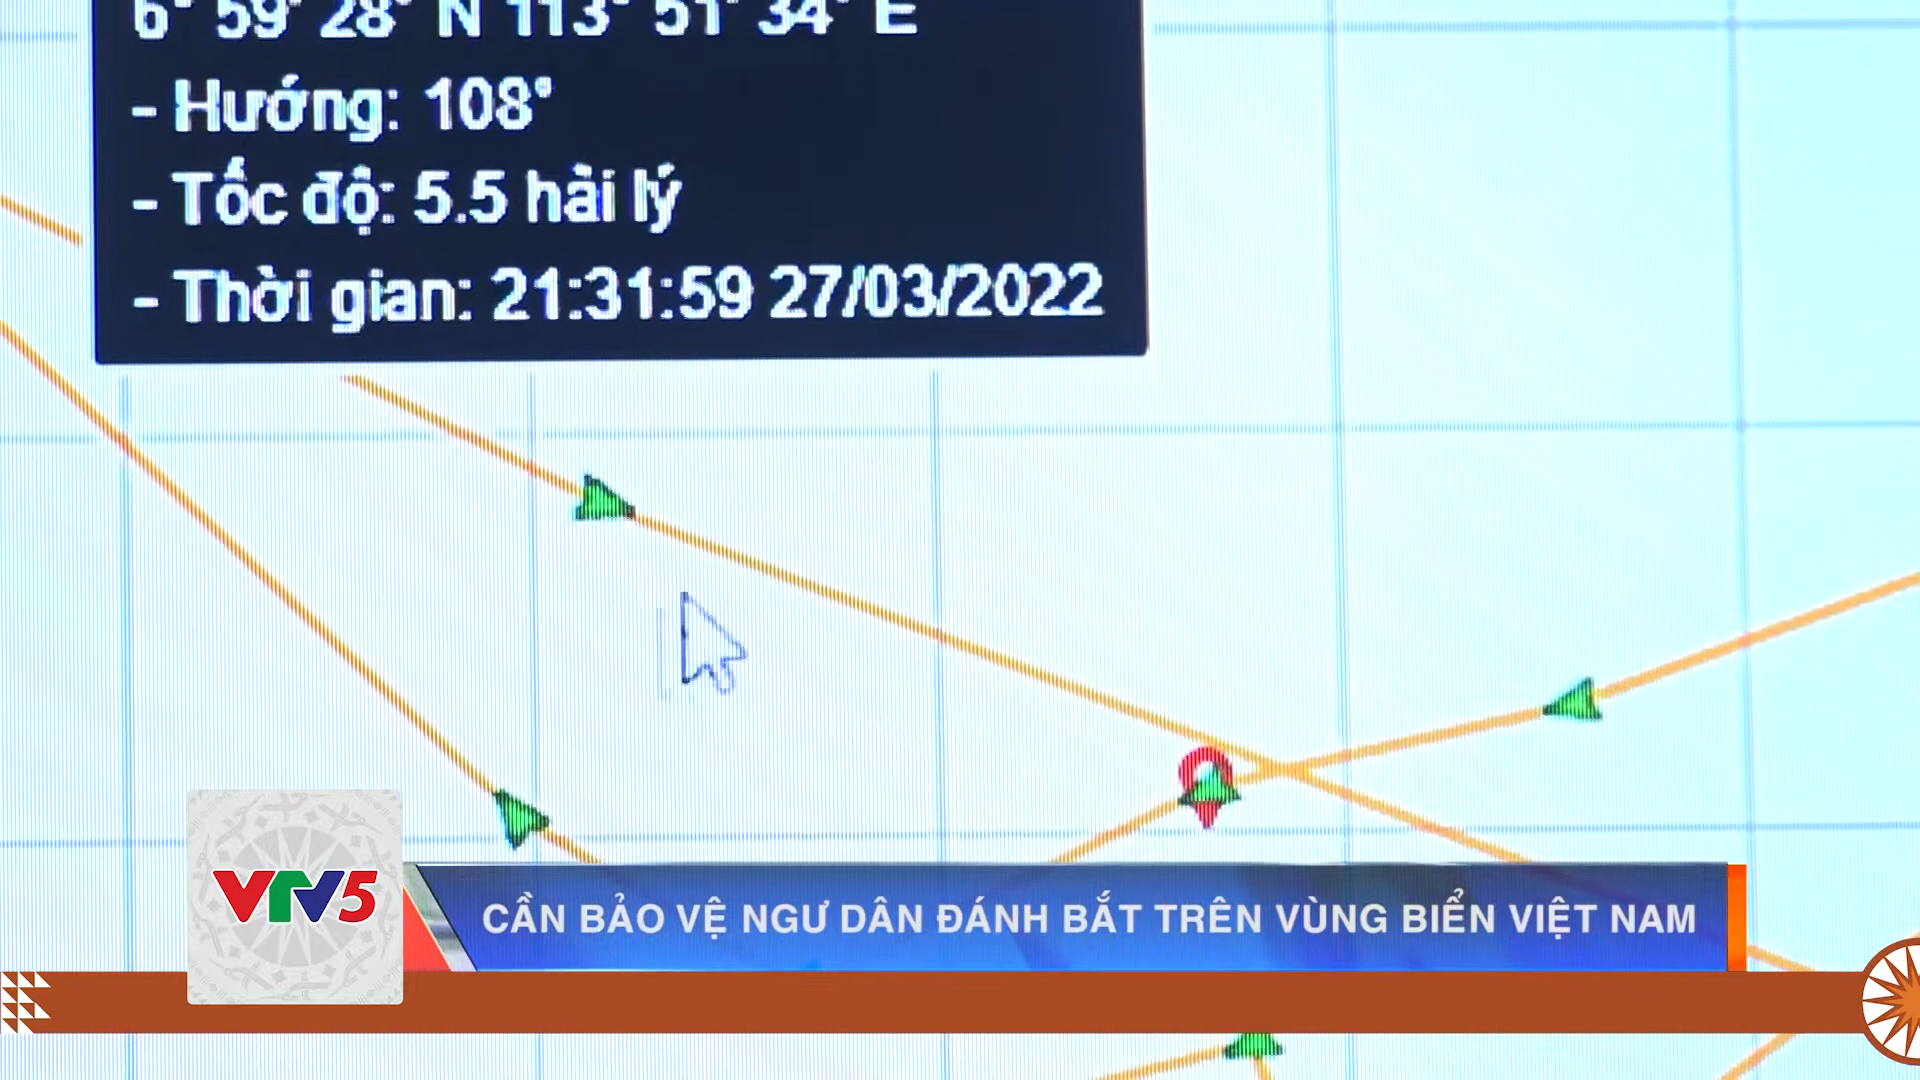 6° 59' 28" N 113° 51' 34" E
- Hướng: 108°
- Tốc độ: 5.5 hải lý
- Thời gian: 21:31:59 27/03/2022
VTV5
CẦN BẢO VỆ NGƯ DÂN ĐÁNH BẮT TRÊN VÙNG BIỂN VIỆT NAM